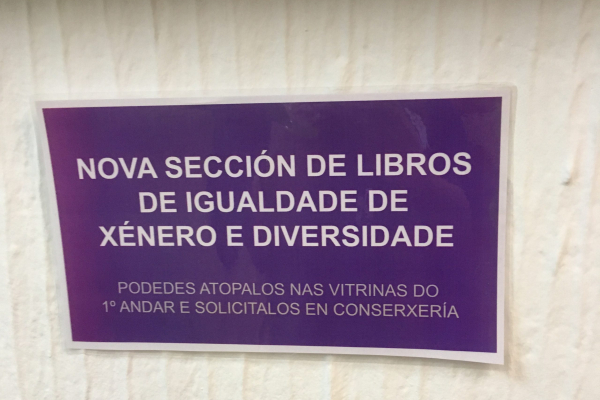 NOVA SECCIÓN DE LIBROS
DE IGUALDADE DE
XÉNERO E DIVERSIDADE
PODEDES ATOPALOS NAS VITRINAS DO
1º ANDAR E SOLICITALOS EN CONSERXERÍA